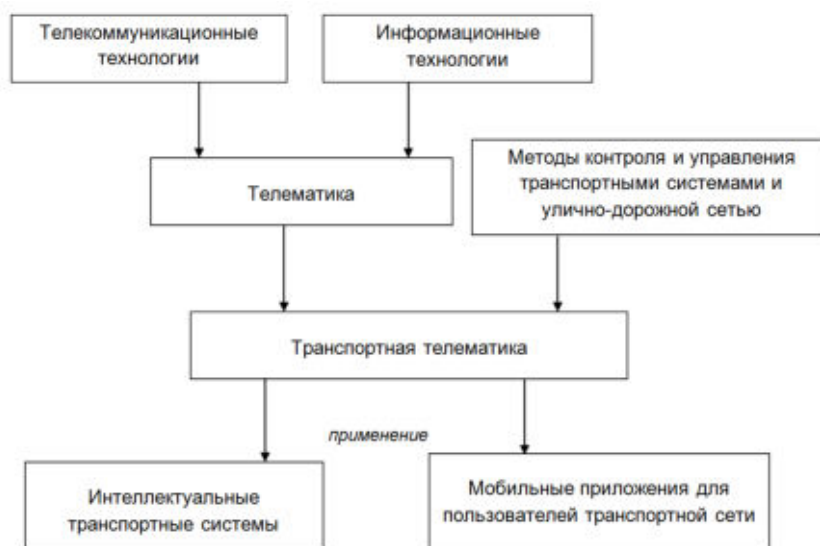 Телекоммуникационные
технологии
Информационные
технологии
Методы контроля и управления
транспортными системами и
улично-дорожной сетью
Телематика
Транспортная телематика
применение
Интеллектуальные
транспортные системы
Мобильные приложения для
пользователей транспортной сети